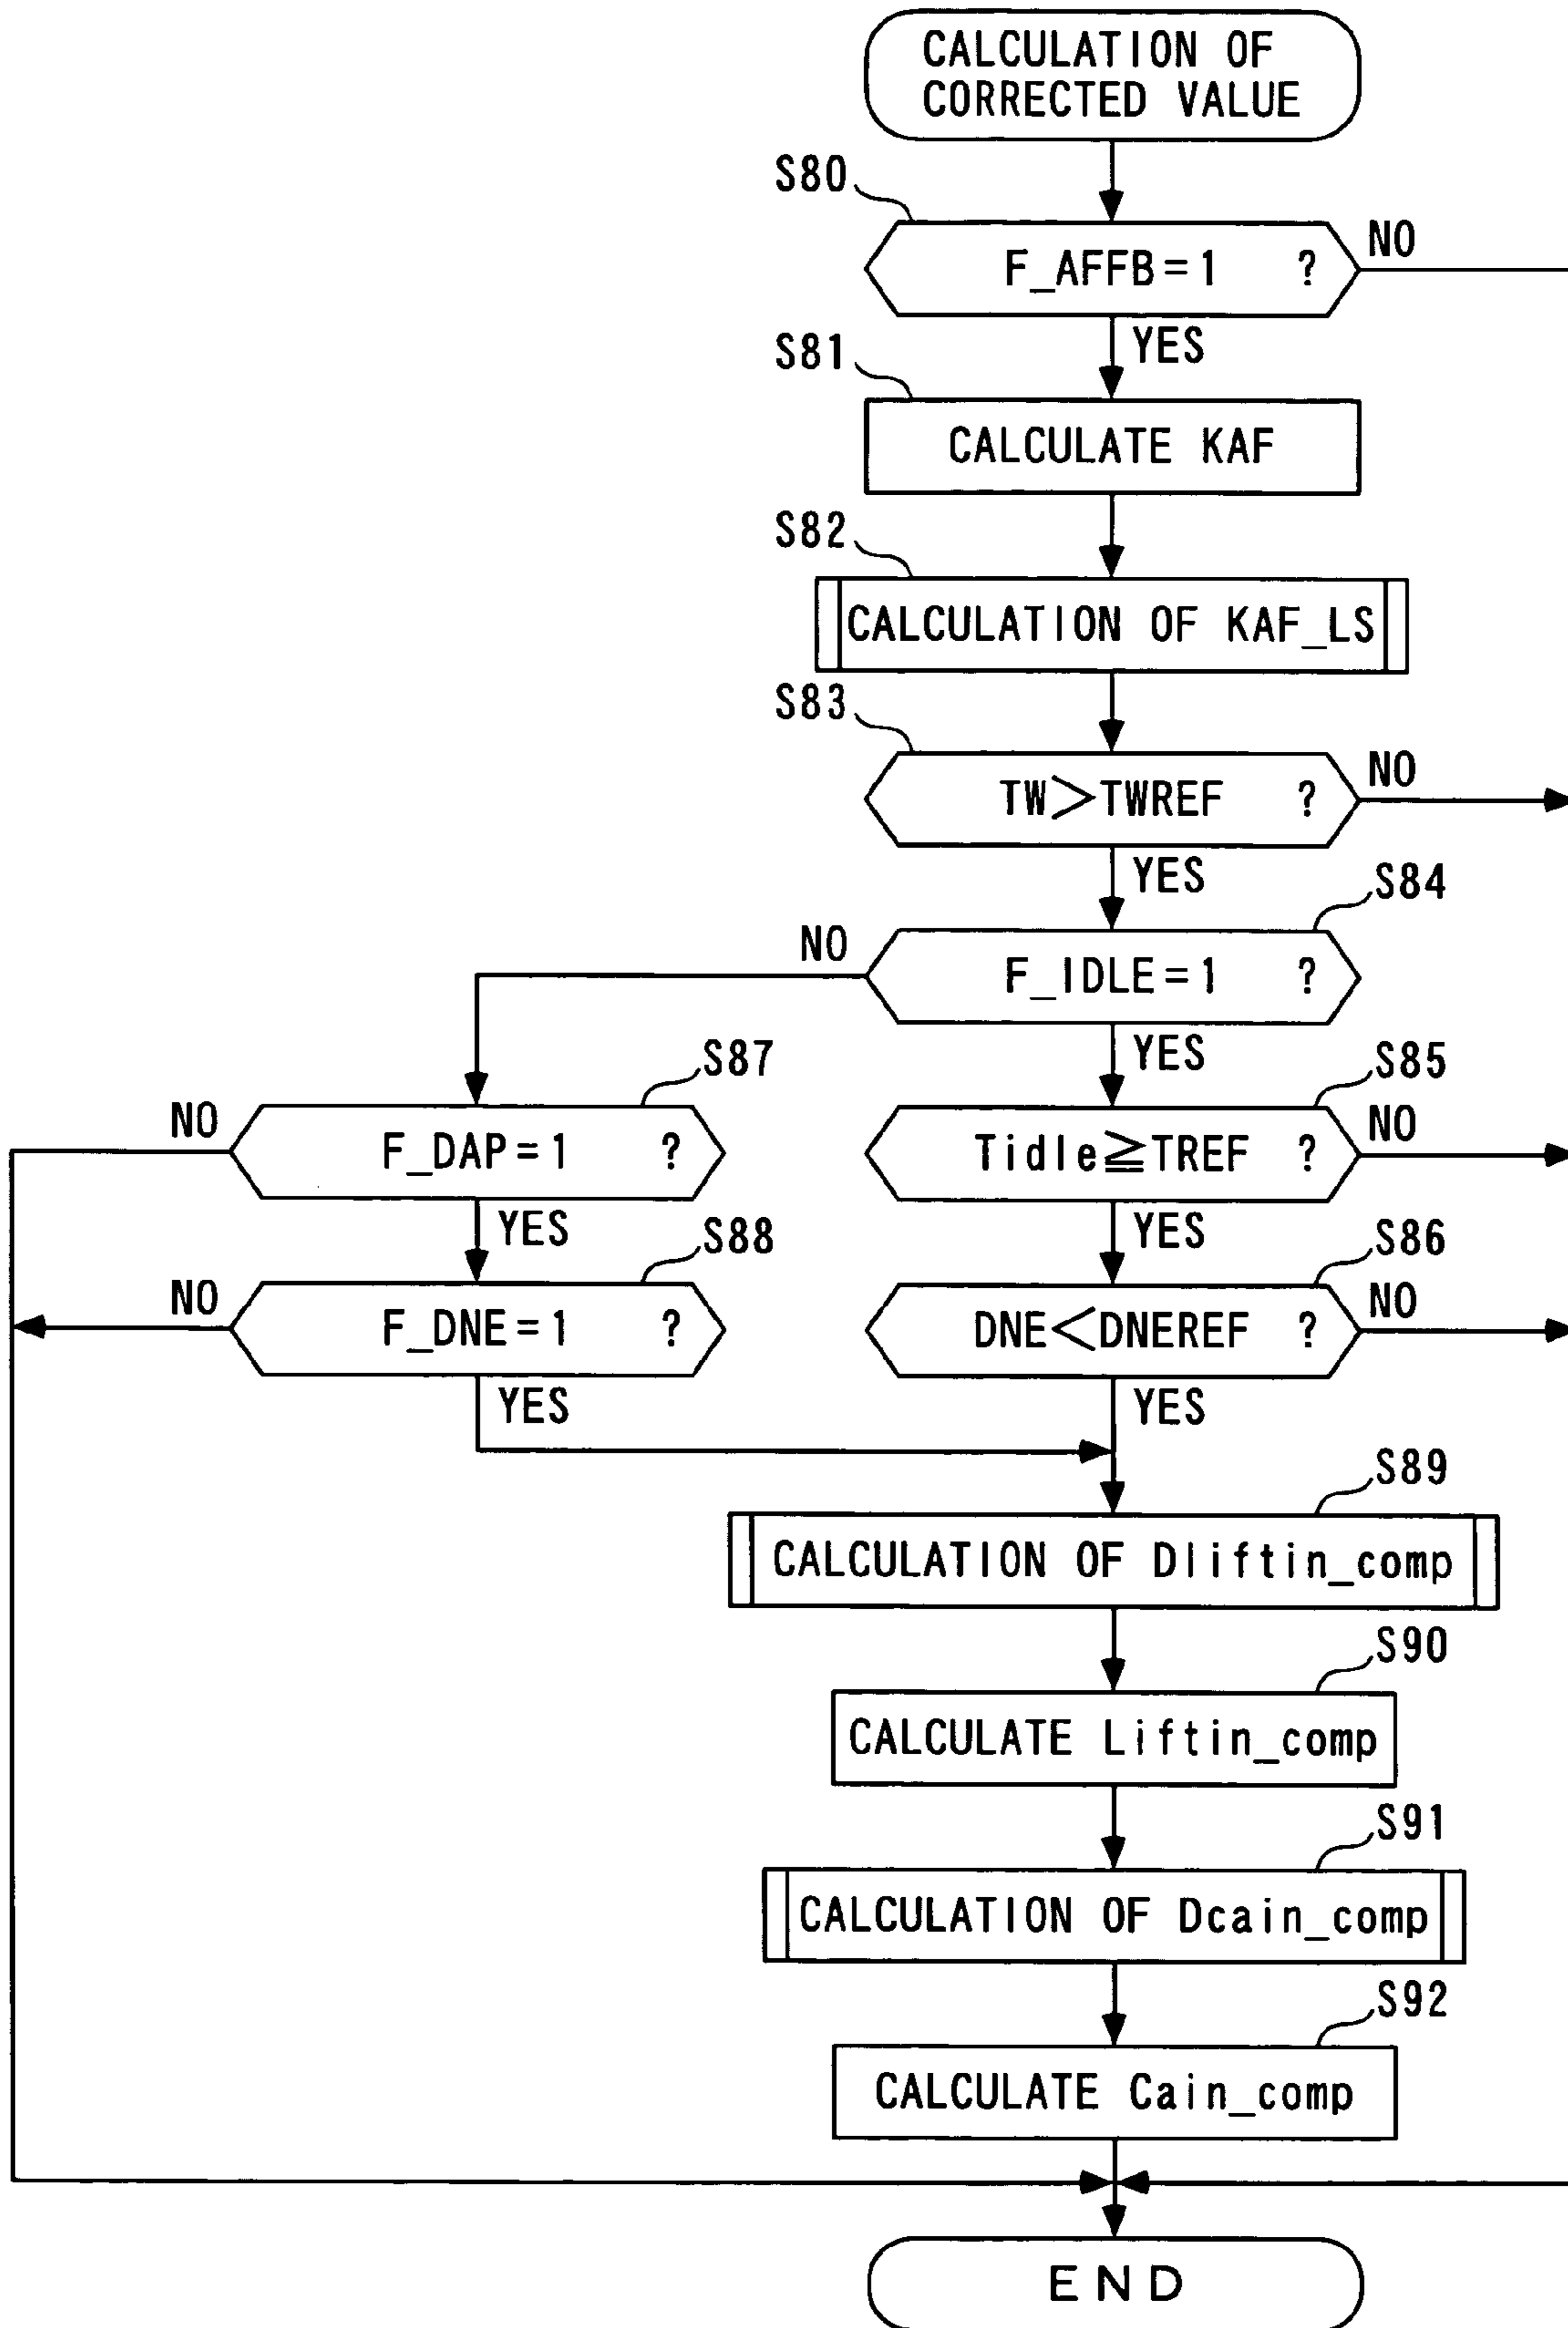 CALCULATION OF
CORRECTED VALUE
S80
F_AFFB=1 ?
NO
YES
S81
CALCULATE KAF
S82
CALCULATION OF KAF_LS
S83
TW>TWREF ?
NO
YES
S84
NO
F_IDLE=1 ?
YES
S87
S85
NO
F_DAP=1 ?
Tidle≧TREF ?
NO
YES
YES
S88
S86
NO
F_DNE=1 ?
DNE<DNEREF ?
NO
YES
YES
S89
CALCULATION OF Dliftin_comp
S90
CALCULATE Liftin_comp
S91
CALCULATION OF Dcain_comp
S92
CALCULATE Cain_comp
END